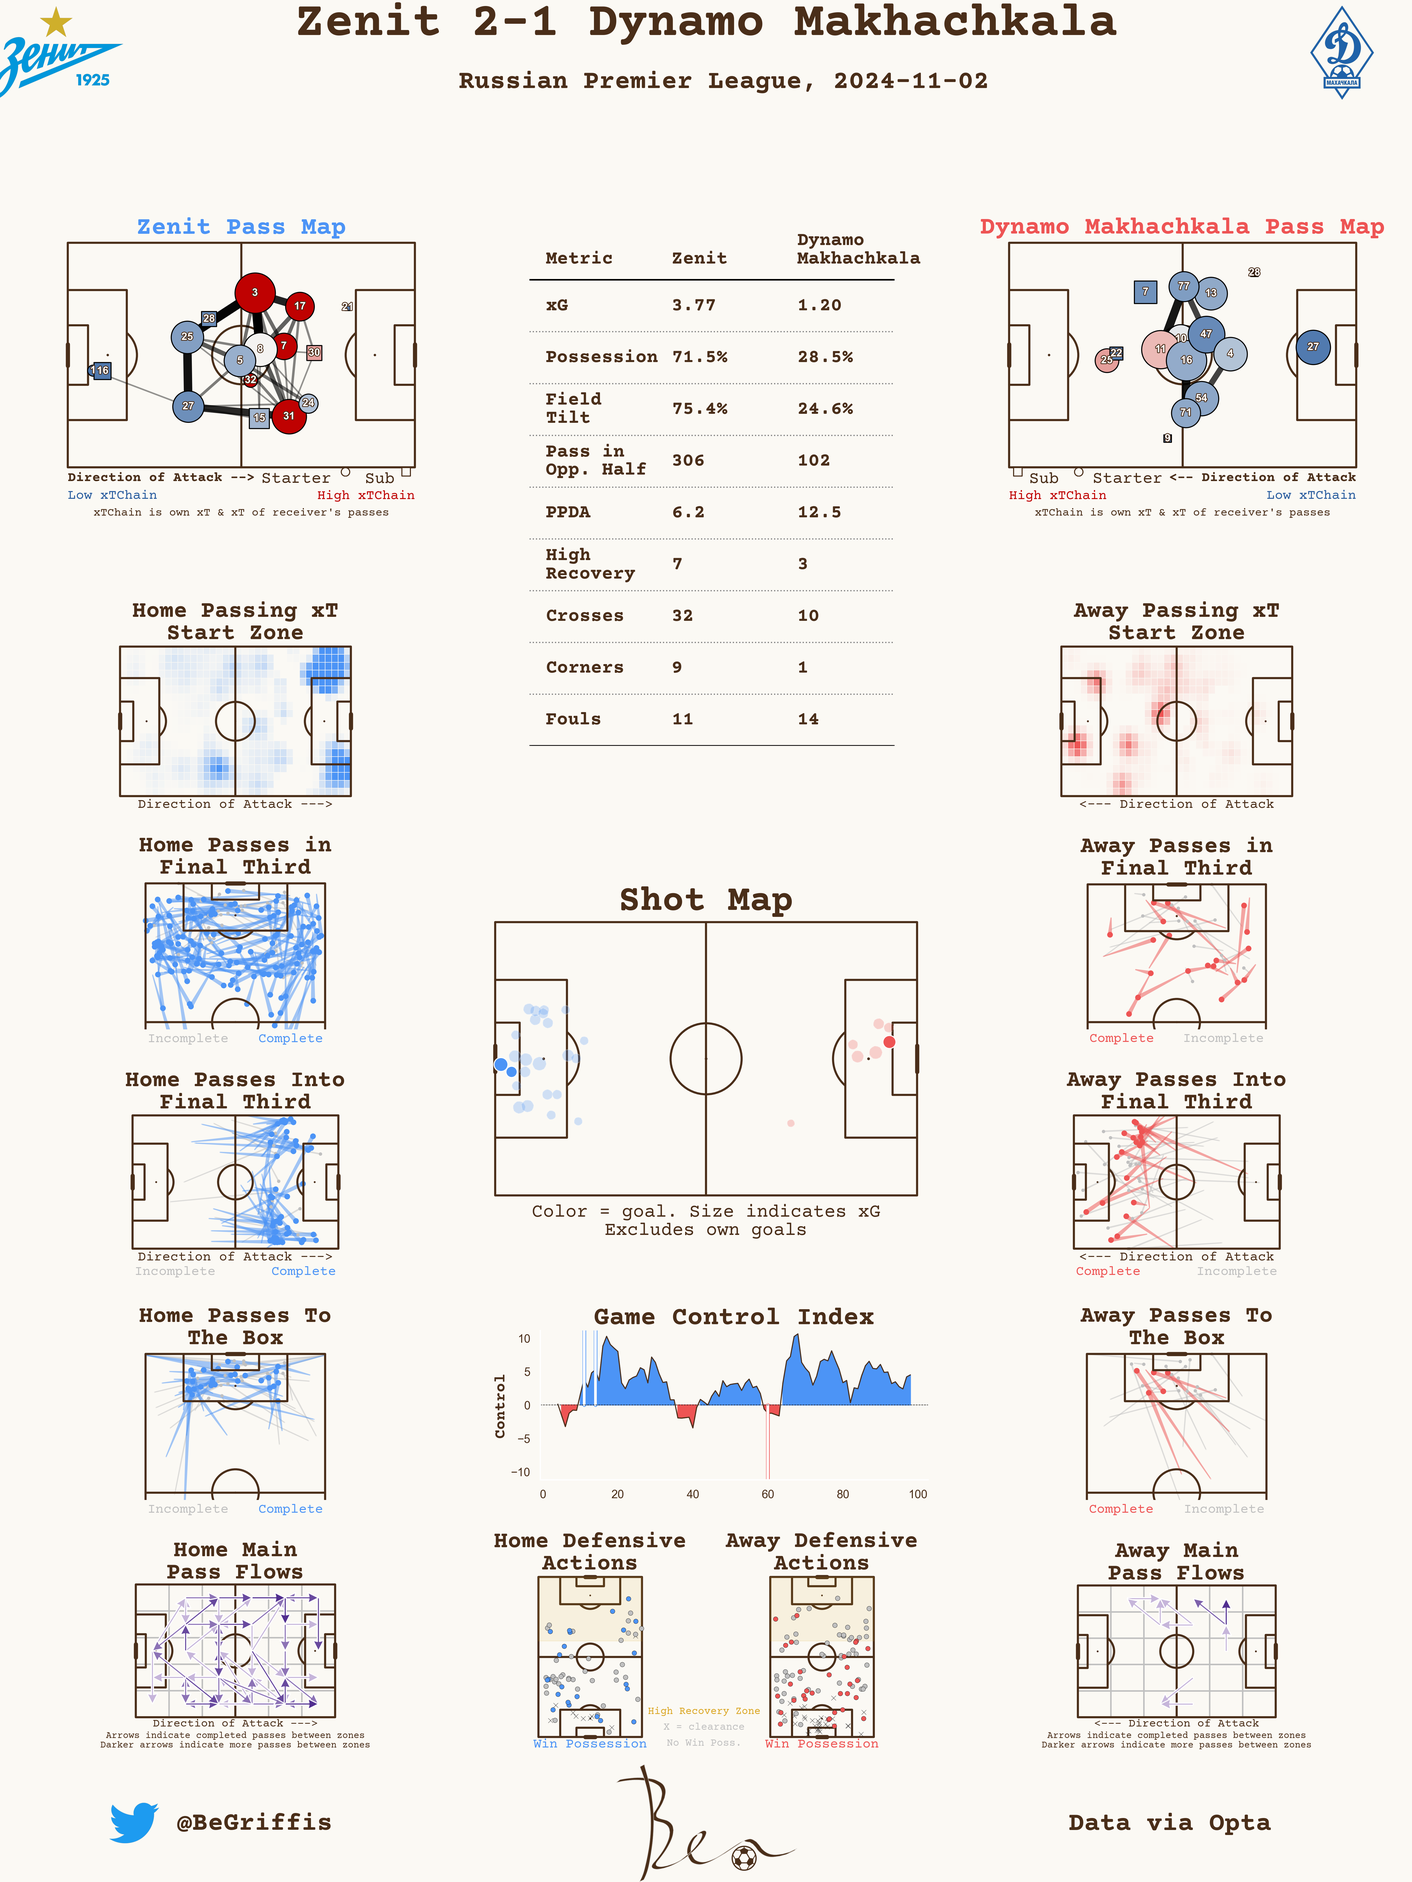 Zenit 2-1 Dynamo Makhachkala
Russian Premier League, 2024-11-02
Зенит
1925
Д
МАХАЧКАЛА
Zenit Pass Map
3
17
21
28
25
8
7
30
5
16
32
27
15
31
24
Direction of Attack --> Starter Sub
Low xTChain High xTChain
xTChain is own xT & xT of receiver's passes
Metric Zenit Dynamo Makhachkala
xG 3.77 1.20
Possession 71.5% 28.5%
Field Tilt 75.4% 24.6%
Pass in Opp. Half 306 102
PPDA 6.2 12.5
High Recovery 7 3
Crosses 32 10
Corners 9 1
Fouls 11 14
Dynamo Makhachkala Pass Map
28
7
77
13
10
47
11
22
25
16
4
27
54
71
9
Sub Starter <-- Direction of Attack
High xTChain Low xTChain
xTChain is own xT & xT of receiver's passes
Home Passing xT
Start Zone
Direction of Attack --->
Away Passing xT
Start Zone
<--- Direction of Attack
Home Passes in
Final Third
Incomplete Complete
Away Passes in
Final Third
Complete Incomplete
Shot Map
Color = goal. Size indicates xG
Excludes own goals
Home Passes Into
Final Third
Direction of Attack --->
Incomplete Complete
Away Passes Into
Final Third
<--- Direction of Attack
Complete Incomplete
Home Passes To
The Box
Incomplete Complete
Game Control Index
Control
10
5
0
−5
−10
0 20 40 60 80 100
Away Passes To
The Box
Complete Incomplete
Home Main
Pass Flows
Direction of Attack --->
Arrows indicate completed passes between zones
Darker arrows indicate more passes between zones
Home Defensive
Actions
Win Possession
High Recovery Zone
X = clearance
No Win Poss.
Away Defensive
Actions
Win Possession
Away Main
Pass Flows
<--- Direction of Attack
Arrows indicate completed passes between zones
Darker arrows indicate more passes between zones
@BeGriffis
Ben
Data via Opta